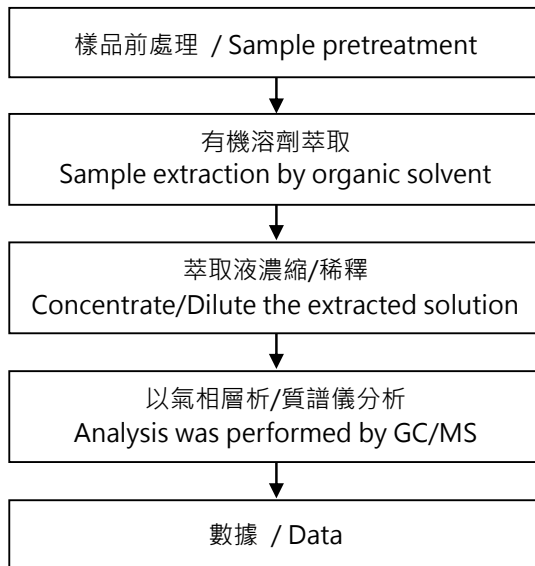 樣品前處理 / Sample pretreatment
有機溶劑萃取
Sample extraction by organic solvent
萃取液濃縮/稀釋
Concentrate/Dilute the extracted solution
以氣相層析/質譜儀分析
Analysis was performed by GC/MS
數據 / Data